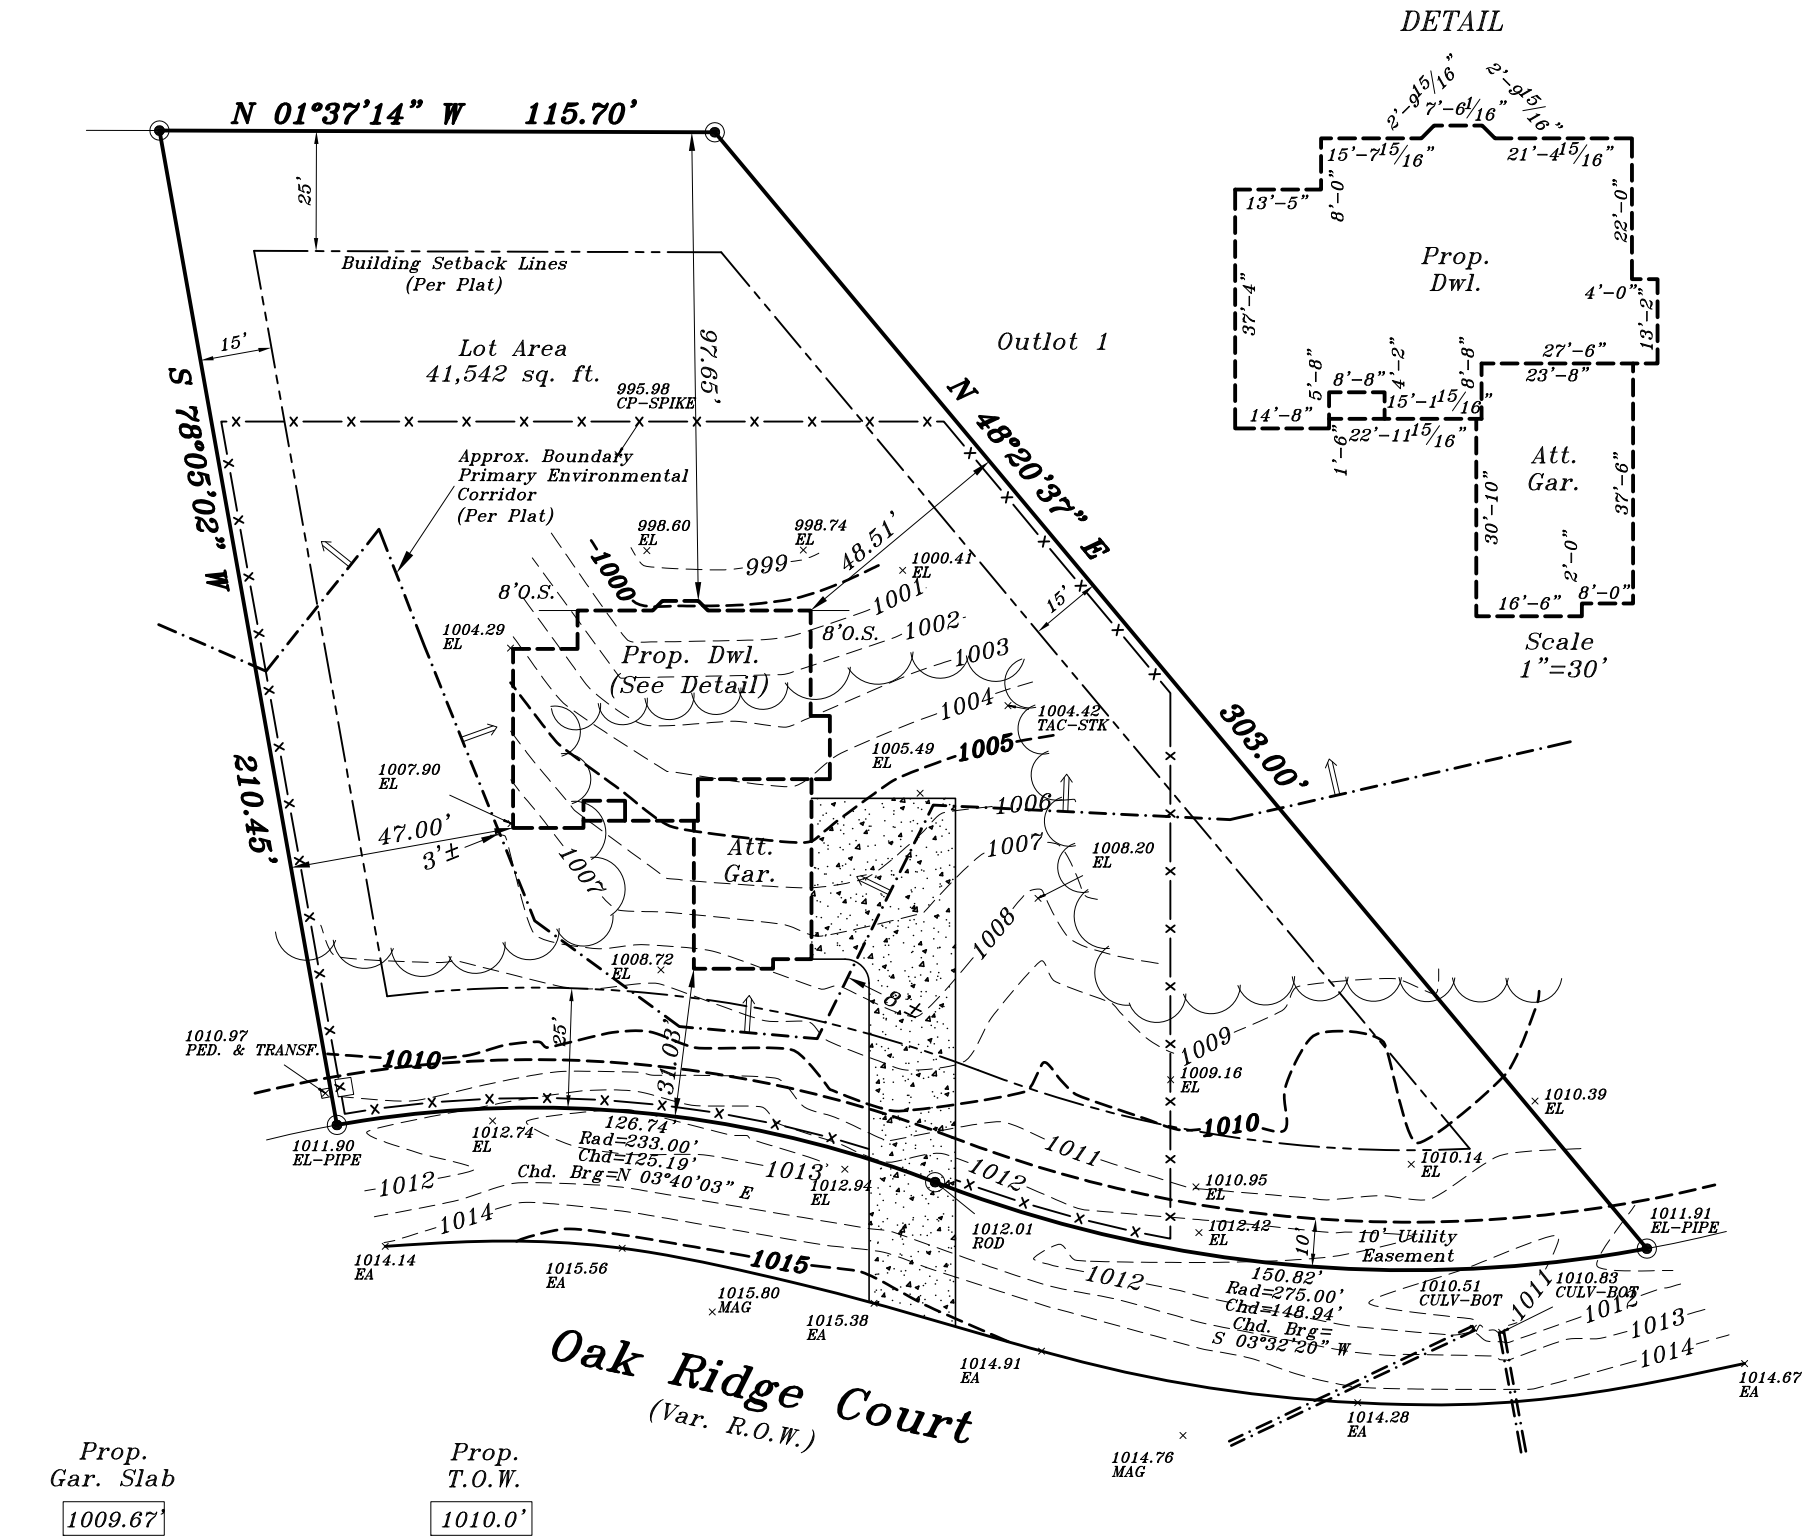 DETAIL
2'-9 15/16"
7'-6 1/16"
2'-9 15/16"
15'-7 15/16"
21'-4 15/16"
13'-5"
8'-0"
22'-0"
Prop.
Dwl.
37'-4"
4'-0"
13'-2"
27'-6"
23'-8"
5'-8"
8'-8"
4'-2"
8'-8"
15'-1 15/16"
14'-8"
1'-6"
22'-11 15/16"
Att.
Gar.
30'-10"
37'-6"
2'-0"
16'-6"
8'-0"
Scale
1"=30'
N 01°37'14" W 115.70'
25'
Building Setback Lines
(Per Plat)
97.65'
15'
Lot Area
41,542 sq. ft.
Outlot 1
995.98
CP-SPIKE
S 78°05'02" W
210.45'
N 48°20'37" E
303.00'
Approx. Boundary
Primary Environmental
Corridor
(Per Plat)
998.60
EL
998.74
EL
48.51'
1000
999
1000.41
EL
1001
8'O.S.
15'
1002
8'O.S.
1004.29
EL
Prop. Dwl.
(See Detail)
1003
1004
1004.42
TAC-STK
1005.49
EL
1005
1007.90
EL
1006
47.00'
3'±
1007
Att.
Gar.
1007
1008.20
EL
1008
1008.72
EL
8'±
25'
31.03'
1010.97
PED. & TRANSF.
1010
1009
1009.16
EL
1010.39
EL
1010
1011.90
EL-PIPE
1012.74
EL
126.74'
Rad=233.00'
Chd=125.19'
Chd. Brg=N 03°40'03" E
1011
1010.14
EL
1012
1013
1012.94
EL
1012
1010.95
EL
1014
1012.01
ROD
1012.42
EL
10'
10' Utility
Easement
1011.91
EL-PIPE
1014.14
EA
1015.56
EA
1015
1012
150.82'
Rad=275.00'
Chd=148.94'
Chd. Brg=
S 03°32'20" W
1010.51
CULV-BOT
1011
1010.83
CULV-BOT
1012
1013
1014
1015.80
MAG
1015.38
EA
1014.91
EA
1014.67
EA
Oak Ridge Court
(Var. R.O.W.)
1014.28
EA
1014.76
MAG
Prop.
Gar. Slab
1009.67'
Prop.
T.O.W.
1010.0'